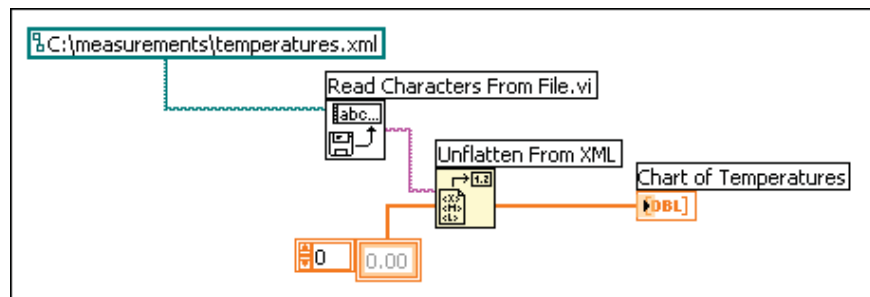 C:\measurements\temperatures.xml
Read Characters From File.vi
abc...
Unflatten From XML
1.2
<X>
<M>
<L>
Chart of Temperatures
DBL]
0
0.00